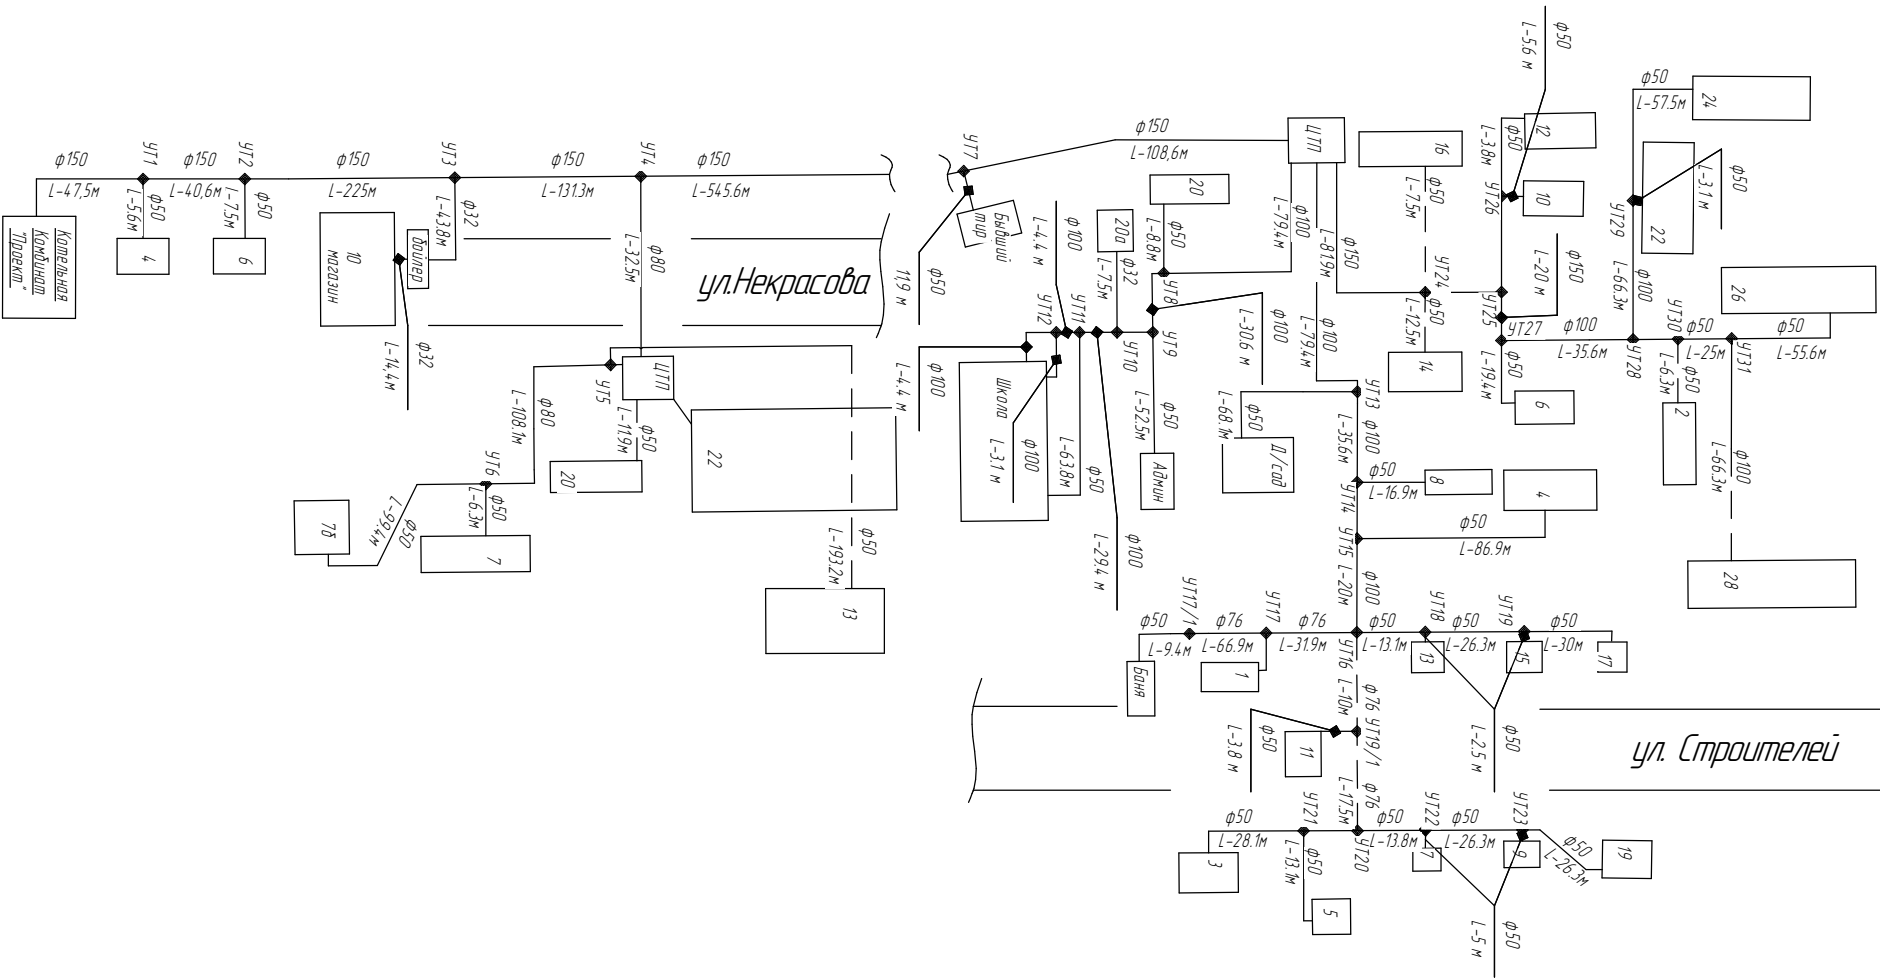 ф150
L-47,5м
УТ1
ф150
L-40,6м
УТ2
ф150
L-225м
УТ3
ф150
L-131.3м
УТ4
ф150
L-545.6м
ф50
L-5.6м
4
ф50
L-7.5м
6
ф32
L-43.8м
бойлер
10
магазин
Котельная
Комбинат
"Проект"
ф32
L-14,4м
ф80
L-32.5м
ул.Некрасова
ЦТП
УТ5
ф50
L-11.9м
20
22
ф80
L-108.1м
УТ6
ф50
L-6.3м
7
ф50
L-99.4м
7б
ф50
L-193.2м
13
УТ7
ф150
L-108,6м
ЦТП
Бывший
тир
ф50
11,9 м
ф100
L-4.4 м
ф100
L-4.4 м
УТ12
УТ11
20а
ф32
L-7.5м
УТ10
20
ф50
L-8.8м
УТ8
УТ9
ф100
L-79.4м
ф100
L-30.6 м
ф50
L-52.5м
Админ
Школа
ф100
L-3.1 м
L-63.8м
ф50
ф100
L-29.4 м
ф150
L-81.9м
ф100
L-79.4м
16
ф50
L-7.5м
УТ24
ф50
L-12.5м
14
ф50
L-5.6 м
12
ф50
L-3.8м
УТ26
10
ф150
L-20 м
УТ25
УТ27
ф50
L-19.4м
6
ф100
L-35.6м
УТ28
ф50
L-57.5м
24
22
ф50
L-3.1 м
УТ29
ф100
L-66.3м
УТ30
ф50
L-25м
УТ31
ф50
L-55.6м
26
ф50
L-6.3м
2
ф100
L-66.3м
28
УТ13
ф50
L-68.1м
Д/сад
ф100
L-35.6м
ф50
L-16.9м
8
УТ14
4
ф50
L-86.9м
УТ15
ф100
L-20м
УТ17/1
УТ17
ф50
L-9.4м
ф76
L-66.9м
ф76
L-31.9м
Баня
1
УТ16
ф50
L-13.1м
УТ18
ф50
L-26.3м
УТ19
ф50
L-30м
13
15
17
ф76
L-10м
УТ19/1
11
ф50
L-3.8 м
ф50
L-2.5 м
ул. Строителей
ф76
L-17.5м
УТ20
ф50
L-28.1м
УТ21
3
ф50
L-13.1м
5
ф50
L-13.8м
УТ22
ф50
L-26.3м
УТ23
7
9
ф50
L-26.3м
19
ф50
L-5 м